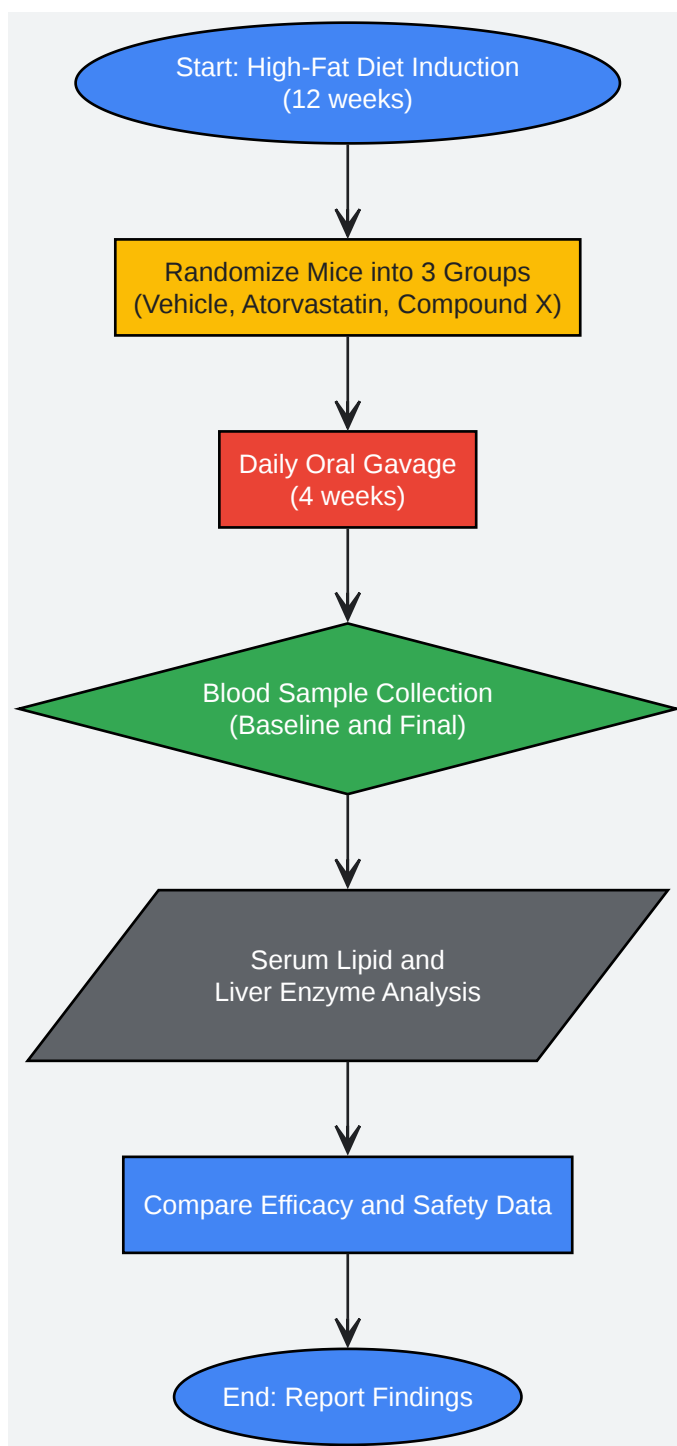 Start: High-Fat Diet Induction
(12 weeks)
Randomize Mice into 3 Groups
(Vehicle, Atorvastatin, Compound X)
Daily Oral Gavage
(4 weeks)
Blood Sample Collection
(Baseline and Final)
Serum Lipid and
Liver Enzyme Analysis
Compare Efficacy and Safety Data
End: Report Findings